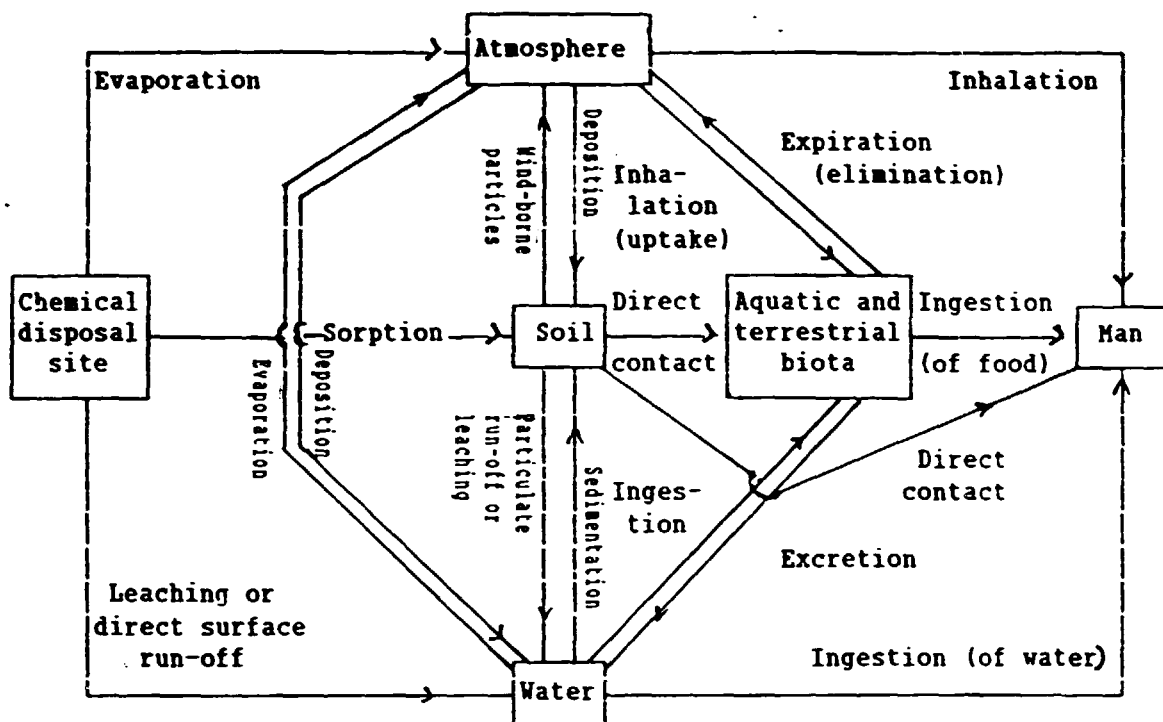 Atmosphere
Evaporation
Inhalation
Deposition
Wind-borne
particles
Expiration
(elimination)
Inha-
lation
(uptake)
Chemical
disposal
site
Sorption
Soil
Direct
contact
Aquatic and
terrestrial
biota
Ingestion
(of food)
Man
Evaporation
Deposition
Particulate
run-off or
leaching
Sedimentation
Inges-
tion
Direct
contact
Excretion
Leaching or
direct surface
run-off
Water
Ingestion (of water)